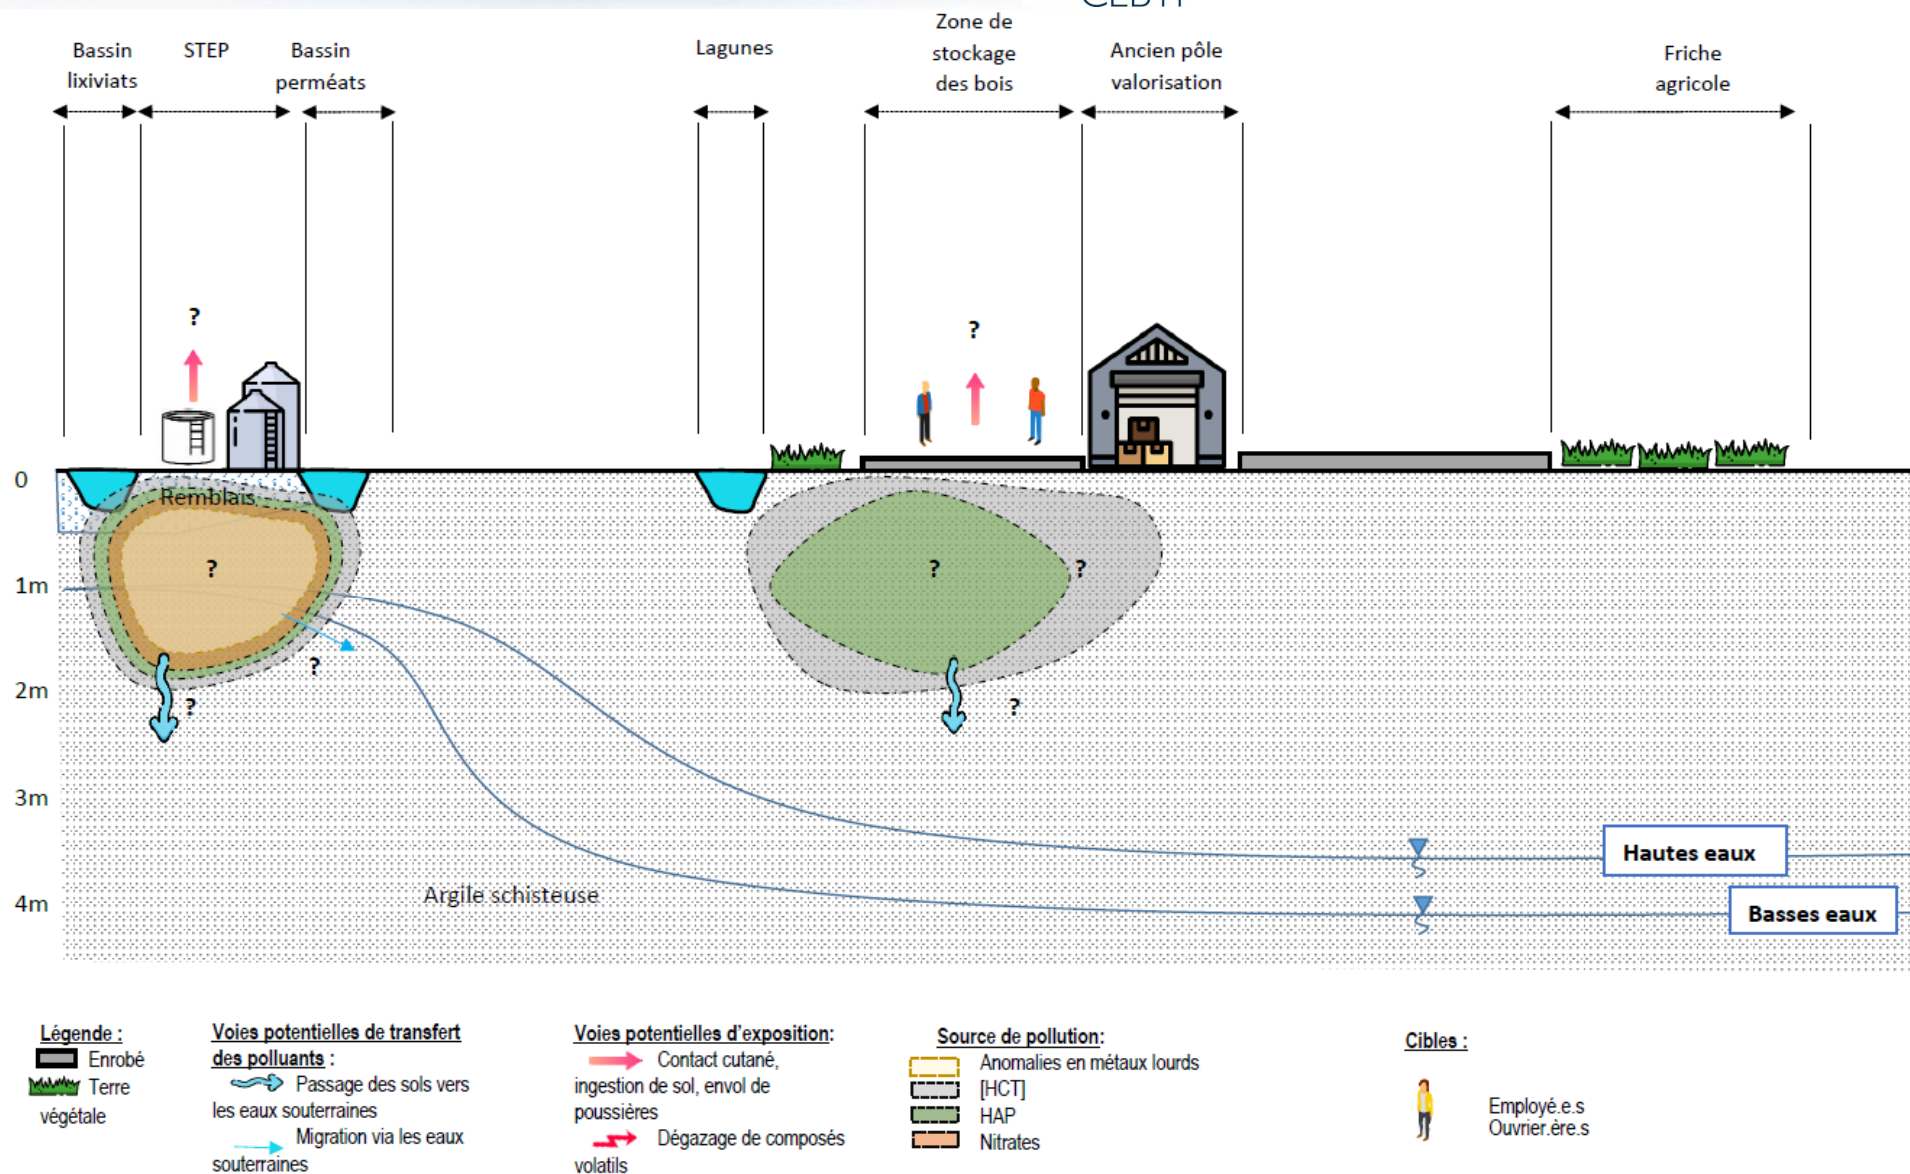 Bassin
lixiviats
STEP
Bassin
perméats
Lagunes
Zone de
stockage
des bois
Ancien pôle
valorisation
Friche
agricole
?
?
0
Remblais
?
?
?
1m
?
2m
?
?
3m
Hautes eaux
Argile schisteuse
4m
Basses eaux
Légende :
Enrobé
Terre
végétale
Voies potentielles de transfert
des polluants :
Passage des sols vers
les eaux souterraines
Migration via les eaux
souterraines
Voies potentielles d'exposition:
Contact cutané,
ingestion de sol, envol de
poussières
Dégazage de composés
volatils
Source de pollution:
Anomalies en métaux lourds
[HCT]
HAP
Nitrates
Cibles :
Employé.e.s
Ouvrier.ère.s